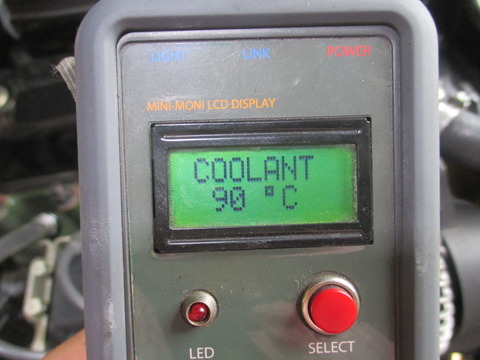 LIGHT LINK POWER
MINI-MONI LCD DISPLAY
COOLANT
90 °C
LED SELECT